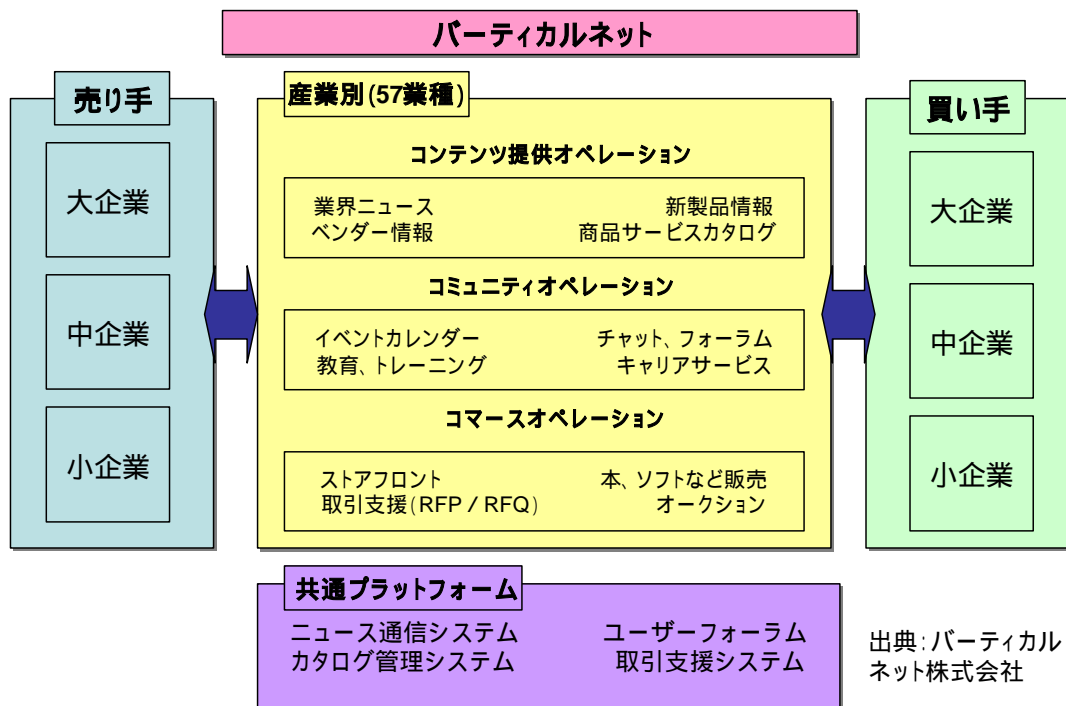 バーティカルネット
売り手
大企業
中企業
小企業
産業別(57業種)
コンテンツ提供オペレーション
業界ニュース 新製品情報
ベンダー情報 商品サービスカタログ
コミュニティオペレーション
イベントカレンダー チャット、フォーラム
教育、トレーニング キャリアサービス
コマースオペレーション
ストアフロント 本、ソフトなど販売
取引支援(RFP / RFQ) オークション
買い手
大企業
中企業
小企業
共通プラットフォーム
ニュース通信システム ユーザーフォーラム
カタログ管理システム 取引支援システム
出典:バーティカル
ネット株式会社